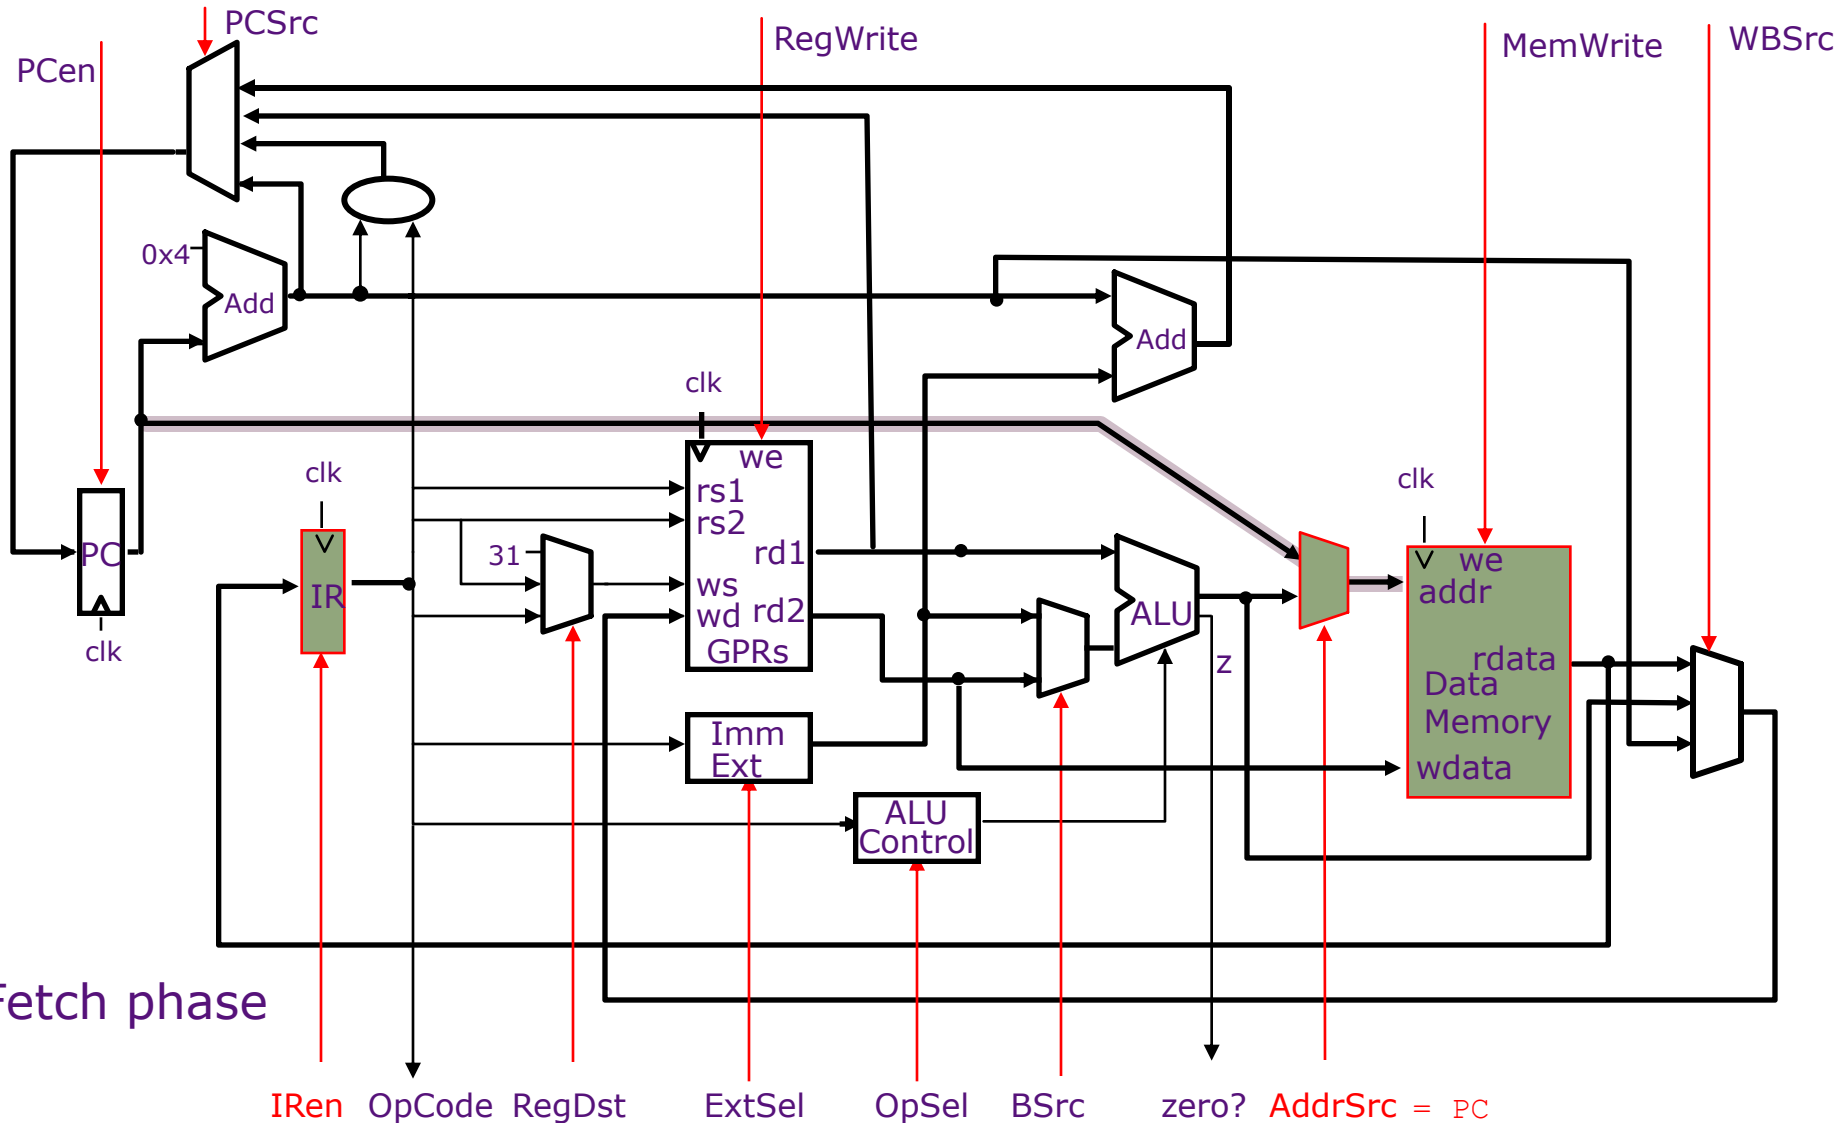 PCSrc
RegWrite
MemWrite
WBSrc
PCen
0x4
Add
Add
clk
clk
clk
we
rs1
rs2
31
rd1
PC
IR
ws
wd
rd2
GPRs
ALU
we
addr
rdata
Data
Memory
wdata
clk
z
Imm
Ext
ALU
Control
Fetch phase
IRen
OpCode
RegDst
ExtSel
OpSel
BSrc
zero?
AddrSrc = PC